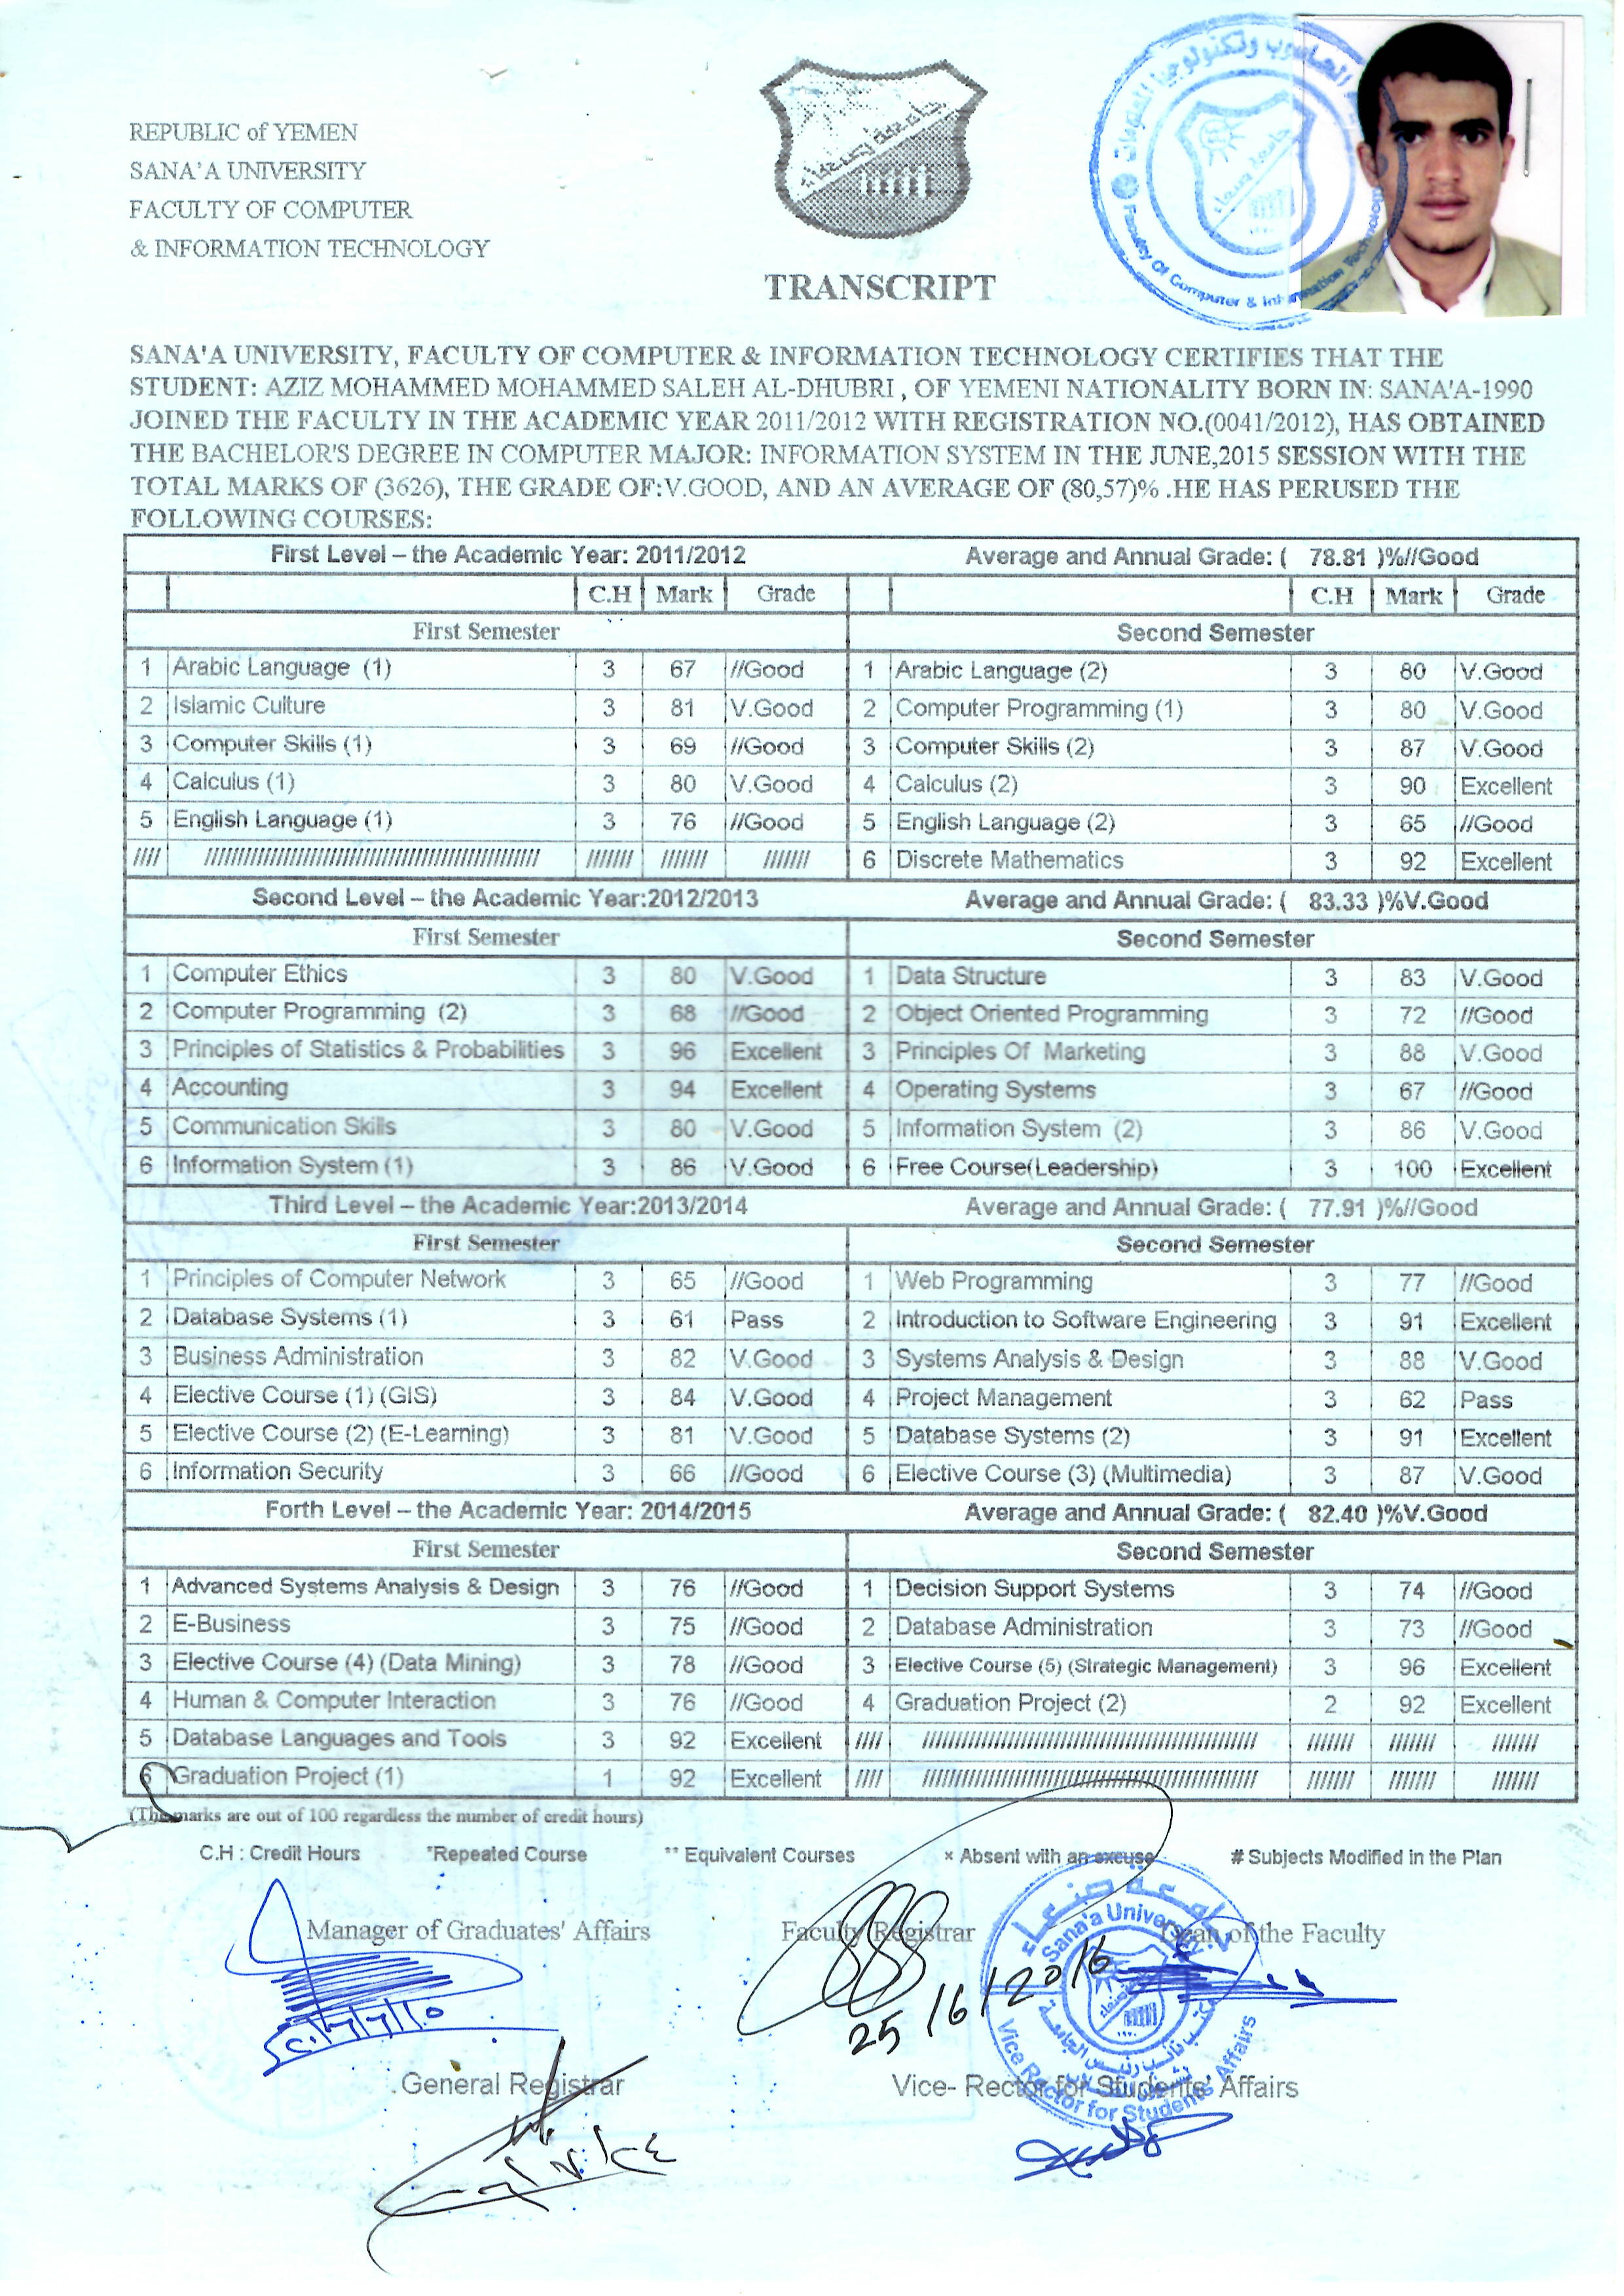 REPUBLIC of YEMEN
SANA'A UNIVERSITY
FACULTY OF COMPUTER
& INFORMATION TECHNOLOGY
جامعة صنعاء
Faculty Of Computer & Information Technology
TRANSCRIPT
SANA'A UNIVERSITY, FACULTY OF COMPUTER & INFORMATION TECHNOLOGY CERTIFIES THAT THE
STUDENT: AZIZ MOHAMMED MOHAMMED SALEH AL-DHUBRI , OF YEMENI NATIONALITY BORN IN: SANA'A-1990
JOINED THE FACULTY IN THE ACADEMIC YEAR 2011/2012 WITH REGISTRATION NO.(0041/2012), HAS OBTAINED
THE BACHELOR'S DEGREE IN COMPUTER MAJOR: INFORMATION SYSTEM IN THE JUNE,2015 SESSION WITH THE
TOTAL MARKS OF (3626), THE GRADE OF:V.GOOD, AND AN AVERAGE OF (80,57)% .HE HAS PERUSED THE
FOLLOWING COURSES:
First Level – the Academic Year: 2011/2012 Average and Annual Grade: ( 78.81 )%//Good
C.H Mark Grade C.H Mark Grade
First Semester Second Semester
1 Arabic Language (1) 3 67 //Good 1 Arabic Language (2) 3 80 V.Good
2 Islamic Culture 3 81 V.Good 2 Computer Programming (1) 3 80 V.Good
3 Computer Skills (1) 3 69 //Good 3 Computer Skills (2) 3 87 V.Good
4 Calculus (1) 3 80 V.Good 4 Calculus (2) 3 90 Excellent
5 English Language (1) 3 76 //Good 5 English Language (2) 3 65 //Good
6 Discrete Mathematics 3 92 Excellent
Second Level – the Academic Year:2012/2013 Average and Annual Grade: ( 83.33 )%V.Good
First Semester Second Semester
1 Computer Ethics 3 80 V.Good 1 Data Structure 3 83 V.Good
2 Computer Programming (2) 3 68 //Good 2 Object Oriented Programming 3 72 //Good
3 Principles of Statistics & Probabilities 3 96 Excellent 3 Principles Of Marketing 3 88 V.Good
4 Accounting 3 94 Excellent 4 Operating Systems 3 67 //Good
5 Communication Skills 3 80 V.Good 5 Information System (2) 3 86 V.Good
6 Information System (1) 3 86 V.Good 6 Free Course(Leadership) 3 100 Excellent
Third Level – the Academic Year:2013/2014 Average and Annual Grade: ( 77.91 )%//Good
First Semester Second Semester
1 Principles of Computer Network 3 65 //Good 1 Web Programming 3 77 //Good
2 Database Systems (1) 3 61 Pass 2 Introduction to Software Engineering 3 91 Excellent
3 Business Administration 3 82 V.Good 3 Systems Analysis & Design 3 88 V.Good
4 Elective Course (1) (GIS) 3 84 V.Good 4 Project Management 3 62 Pass
5 Elective Course (2) (E-Learning) 3 81 V.Good 5 Database Systems (2) 3 91 Excellent
6 Information Security 3 66 //Good 6 Elective Course (3) (Multimedia) 3 87 V.Good
Forth Level – the Academic Year: 2014/2015 Average and Annual Grade: ( 82.40 )%V.Good
First Semester Second Semester
1 Advanced Systems Analysis & Design 3 76 //Good 1 Decision Support Systems 3 74 //Good
2 E-Business 3 75 //Good 2 Database Administration 3 73 //Good
3 Elective Course (4) (Data Mining) 3 78 //Good 3 Elective Course (5) (Strategic Management) 3 96 Excellent
4 Human & Computer Interaction 3 76 //Good 4 Graduation Project (2) 2 92 Excellent
5 Database Languages and Tools 3 92 Excellent
6 Graduation Project (1) 1 92 Excellent
(The marks are out of 100 regardless the number of credit hours)
C.H : Credit Hours *Repeated Course ** Equivalent Courses × Absent with an excuse # Subjects Modified in the Plan
Manager of Graduates' Affairs Faculty Registrar Dean of the Faculty
25/6/2016
جامعة صنعاء
Sana'a University
General Registrar Vice- Rector for Students' Affairs
Vice Rector for Students Affairs